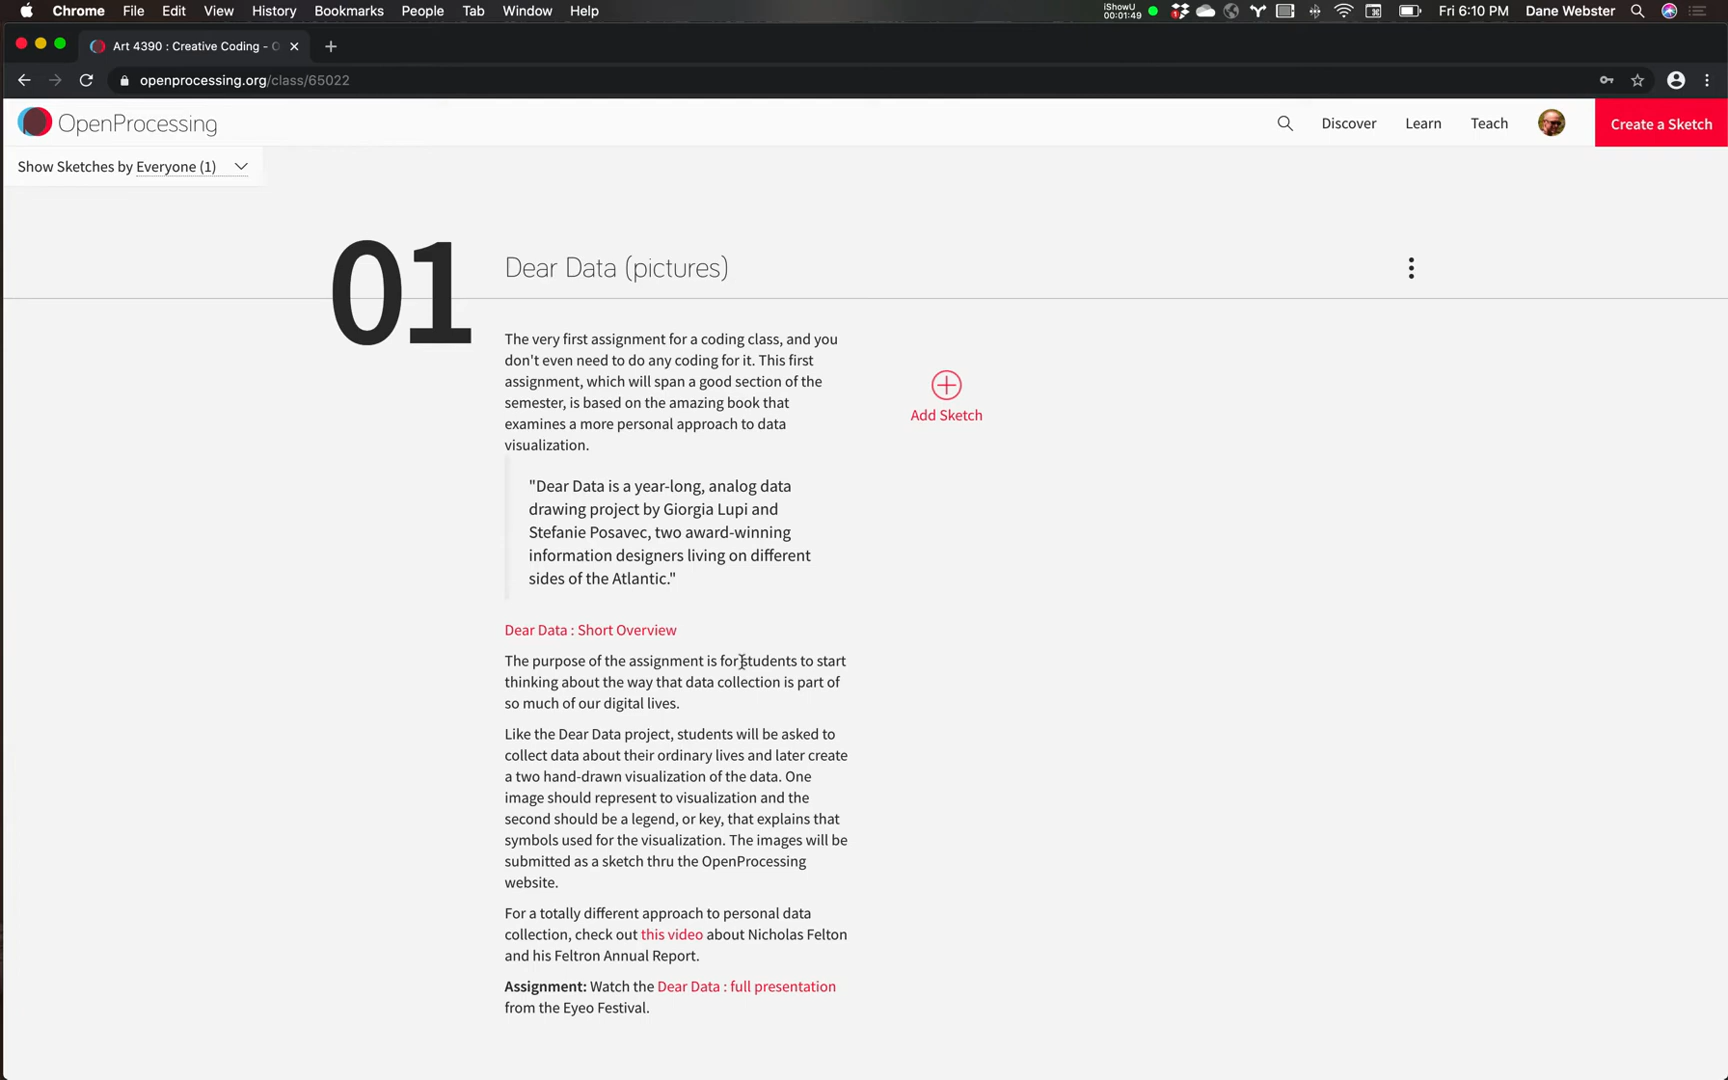 Chrome File Edit View History Bookmarks People Tab Window Help
iShowU
00:01:49
Fri 6:10 PM Dane Webster
Art 4390 : Creative Coding - O
openprocessing.org/class/65022
OpenProcessing
Discover Learn Teach Create a Sketch
Show Sketches by Everyone (1)
01
Dear Data (pictures)
The very first assignment for a coding class, and you
don't even need to do any coding for it. This first
assignment, which will span a good section of the
semester, is based on the amazing book that
examines a more personal approach to data
visualization.
"Dear Data is a year-long, analog data
drawing project by Giorgia Lupi and
Stefanie Posavec, two award-winning
information designers living on different
sides of the Atlantic."
Dear Data : Short Overview
The purpose of the assignment is for students to start
thinking about the way that data collection is part of
so much of our digital lives.
Like the Dear Data project, students will be asked to
collect data about their ordinary lives and later create
a two hand-drawn visualization of the data. One
image should represent to visualization and the
second should be a legend, or key, that explains that
symbols used for the visualization. The images will be
submitted as a sketch thru the OpenProcessing
website.
For a totally different approach to personal data
collection, check out this video about Nicholas Felton
and his Feltron Annual Report.
Assignment: Watch the Dear Data : full presentation
from the Eyeo Festival.
Add Sketch